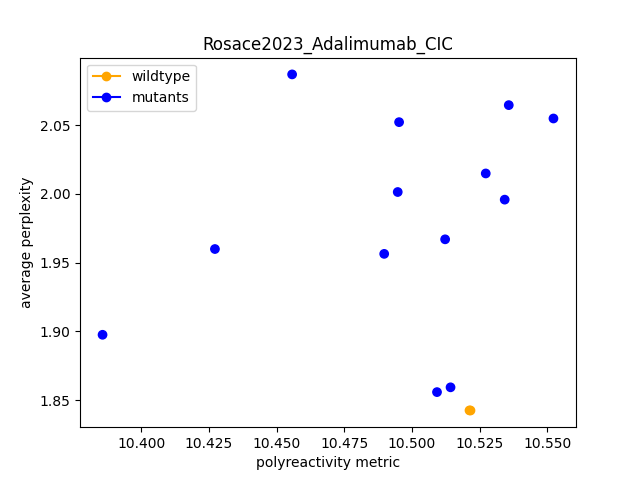 Rosace2023_Adalimumab_CIC
wildtype
mutants
average perplexity
2.05
2.00
1.95
1.90
1.85
10.400 10.425 10.450 10.475 10.500 10.525 10.550
polyreactivity metric